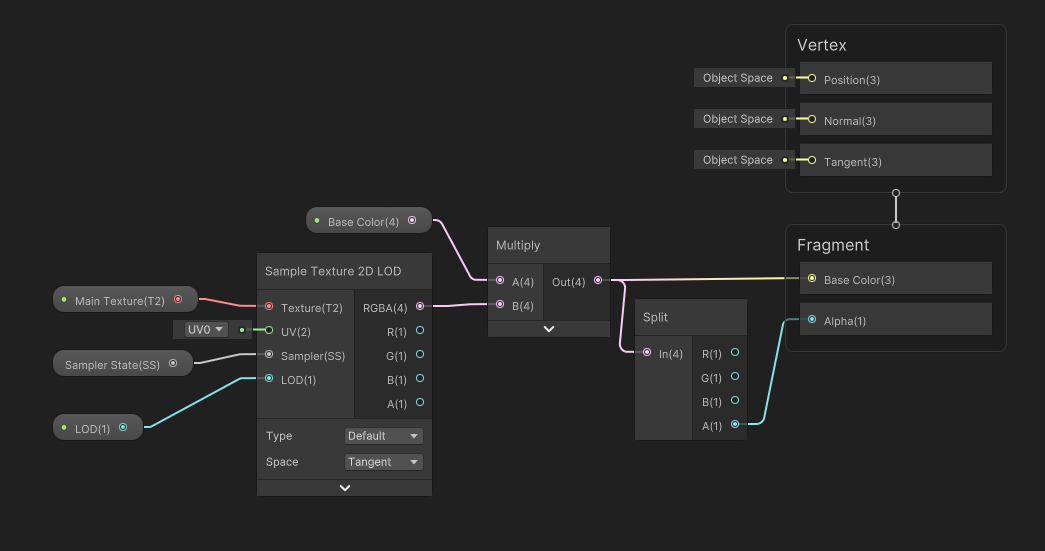 Vertex
Object Space
Position(3)
Object Space
Normal(3)
Object Space
Tangent(3)
Base Color(4)
Multiply
A(4)
Out(4)
B(4)
Fragment
Base Color(3)
Alpha(1)
Sample Texture 2D LOD
Main Texture(T2)
Texture(T2)
RGBA(4)
UV0
UV(2)
R(1)
Sampler State(SS)
Sampler(SS)
G(1)
LOD(1)
LOD(1)
B(1)
A(1)
Type
Default
Space
Tangent
Split
In(4)
R(1)
G(1)
B(1)
A(1)